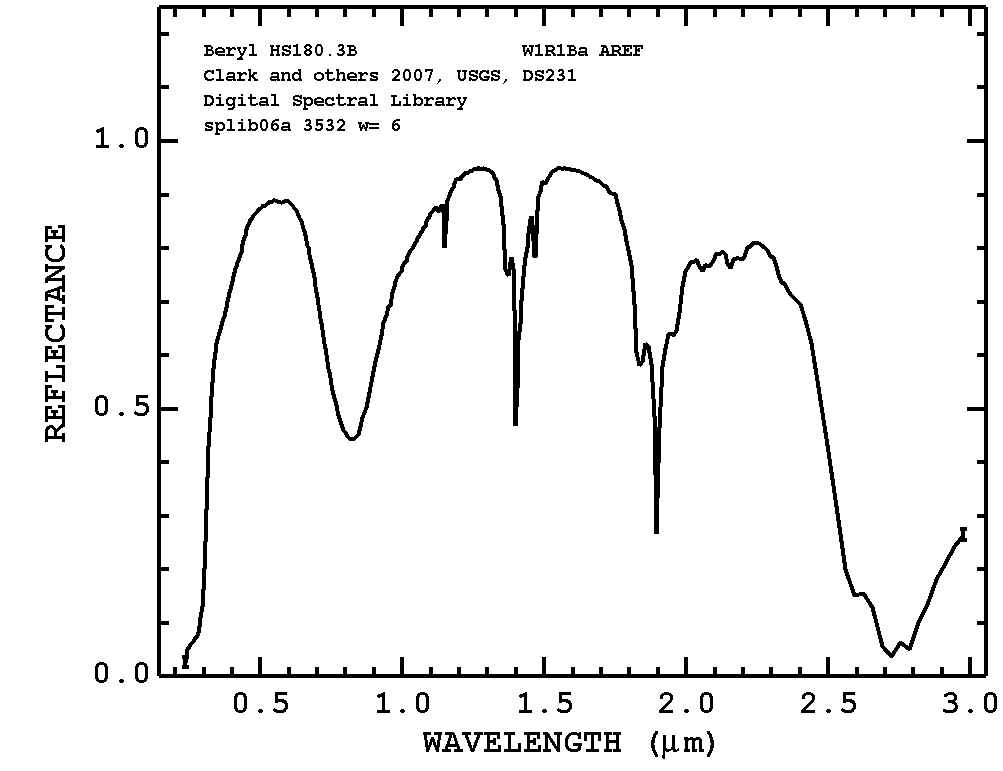 Beryl HS180.3B W1R1Ba AREF
Clark and others 2007, USGS, DS231
Digital Spectral Library
splib06a 3532 w= 6
1.0
0.5
0.0
REFLECTANCE
0.5 1.0 1.5 2.0 2.5 3.0
WAVELENGTH (μm)